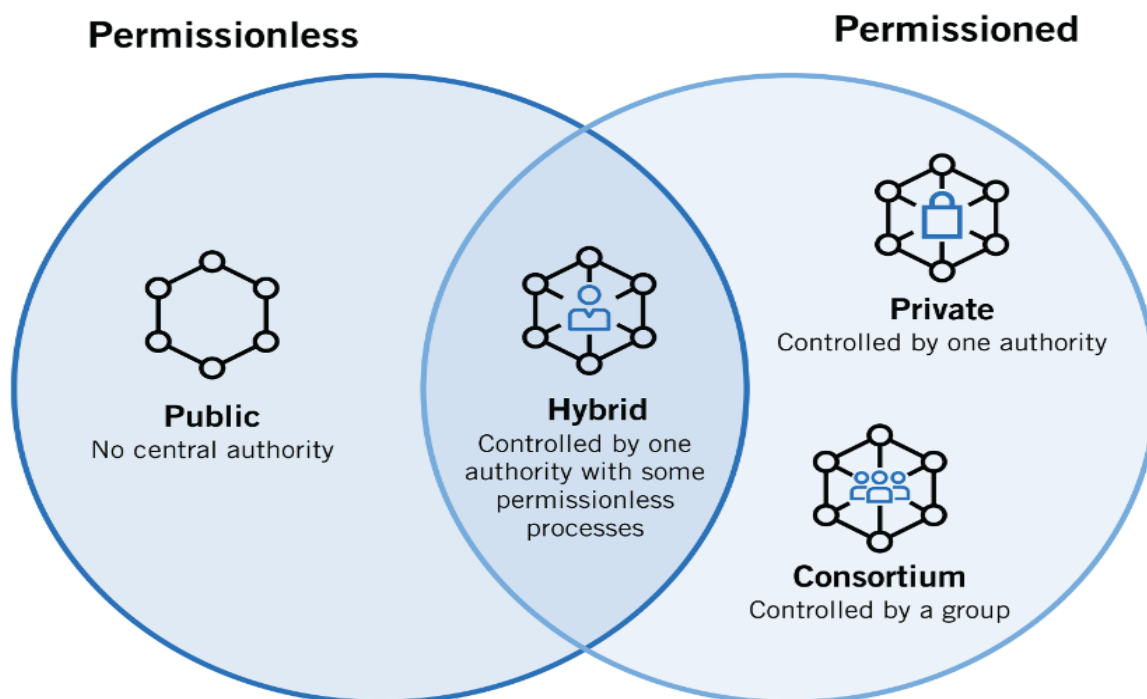 Permissionless
Permissioned
Public
No central authority
Hybrid
Controlled by one
authority with some
permissionless
processes
Private
Controlled by one authority
Consortium
Controlled by a group